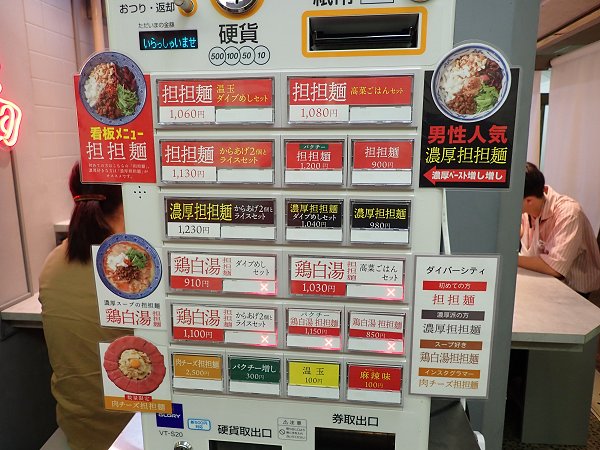 おつり・返却
ただいまの金額
いらっしゃいませ
硬貨
500 100 50 10
紙幣
看板メニュー
担担麺
男性人気
濃厚担担麺
濃厚ペースト増し増し
担担麺 温玉ダイブめしセット
1,060円
担担麺 高菜ごはんセット
1,080円
担担麺 からあげ2個とライスセット
1,130円
パクチー
担担麺
1,200円
担担麺
900円
濃厚担担麺 からあげ2個とライスセット
1,230円
濃厚担担麺
ダイブめしセット
1,040円
濃厚担担麺
980円
鶏白湯担担麺 ダイブめしセット
910円
鶏白湯担担麺 高菜ごはんセット
1,030円
鶏白湯担担麺 からあげ2個とライスセット
1,100円
パクチー
鶏白湯担担麺
1,150円
鶏白湯担担麺
850円
肉チーズ担担麺
2,500円
パクチー増し
300円
温玉
100円
麻辣味
100円
濃厚スープの担担麺
鶏白湯担担麺
数量限定
肉チーズ担担麺
ダイバーシティ
初めての方
担担麺
濃厚派の方
濃厚担担麺
スープ好き
鶏白湯担担麺
インスタグラマー
肉チーズ担担麺
GLORY
VT-S20
硬貨取出口
注意
券取出口